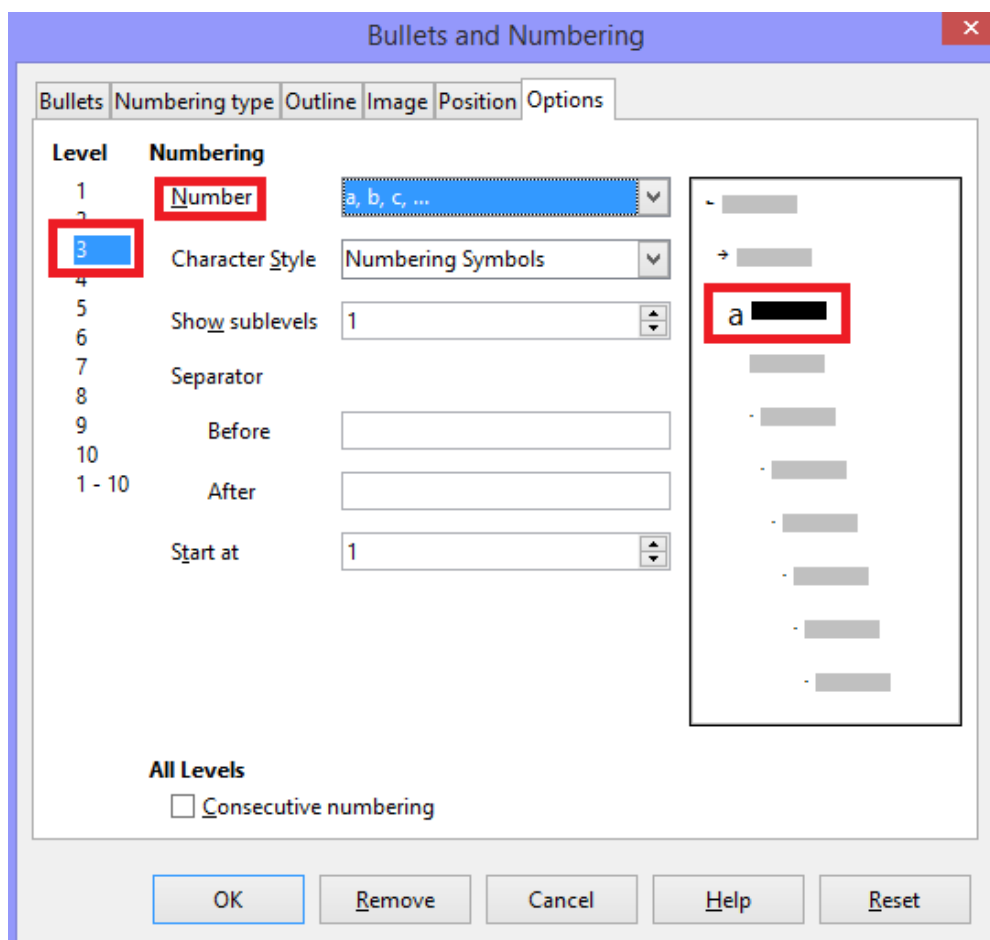 Bullets and Numbering
Bullets Numbering type Outline Image Position Options
Level Numbering
1
Number a, b, c, ...
2
3
Character Style Numbering Symbols
4
5
Show sublevels 1
6
7
Separator
8
9
Before
10
1 - 10
After
Start at 1
a
All Levels
Consecutive numbering
OK Remove Cancel Help Reset